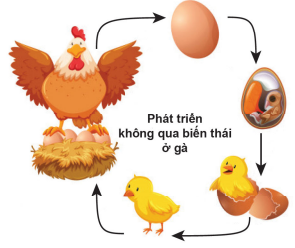 Phát triển
không qua biến thái
ở gà